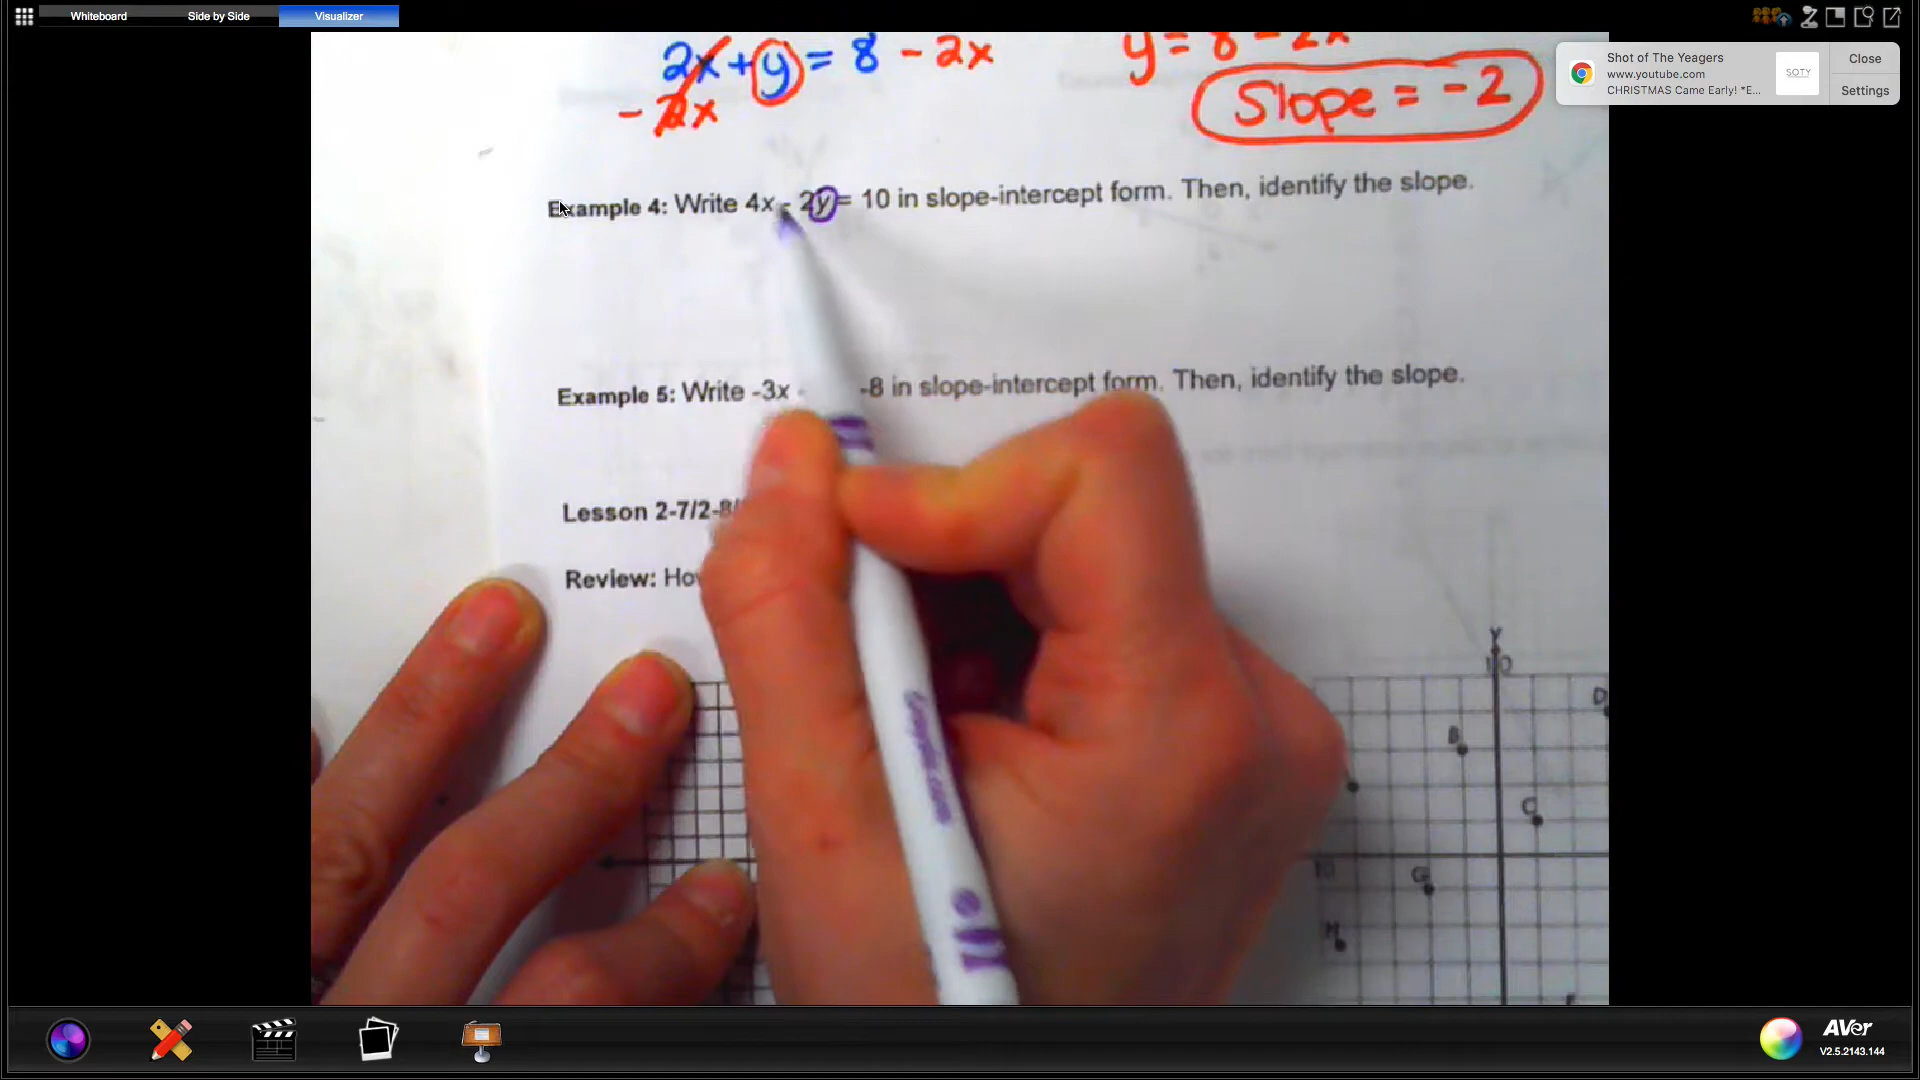 Whiteboard Side by Side Visualizer
2x + y = 8 - 2x
- 2x
y = 8 - 2x
Slope = -2
Shot of The Yeagers
www.youtube.com
CHRISTMAS Came Early! *E...
SOTY
Close
Settings
Example 4: Write 4x - 2y = 10 in slope-intercept form. Then, identify the slope.
Example 5: Write -3x - -8 in slope-intercept form. Then, identify the slope.
Lesson 2-7/2-8/
Review:
Y
10
D
B
C
10
G
M
AVer
V2.5.2143.144